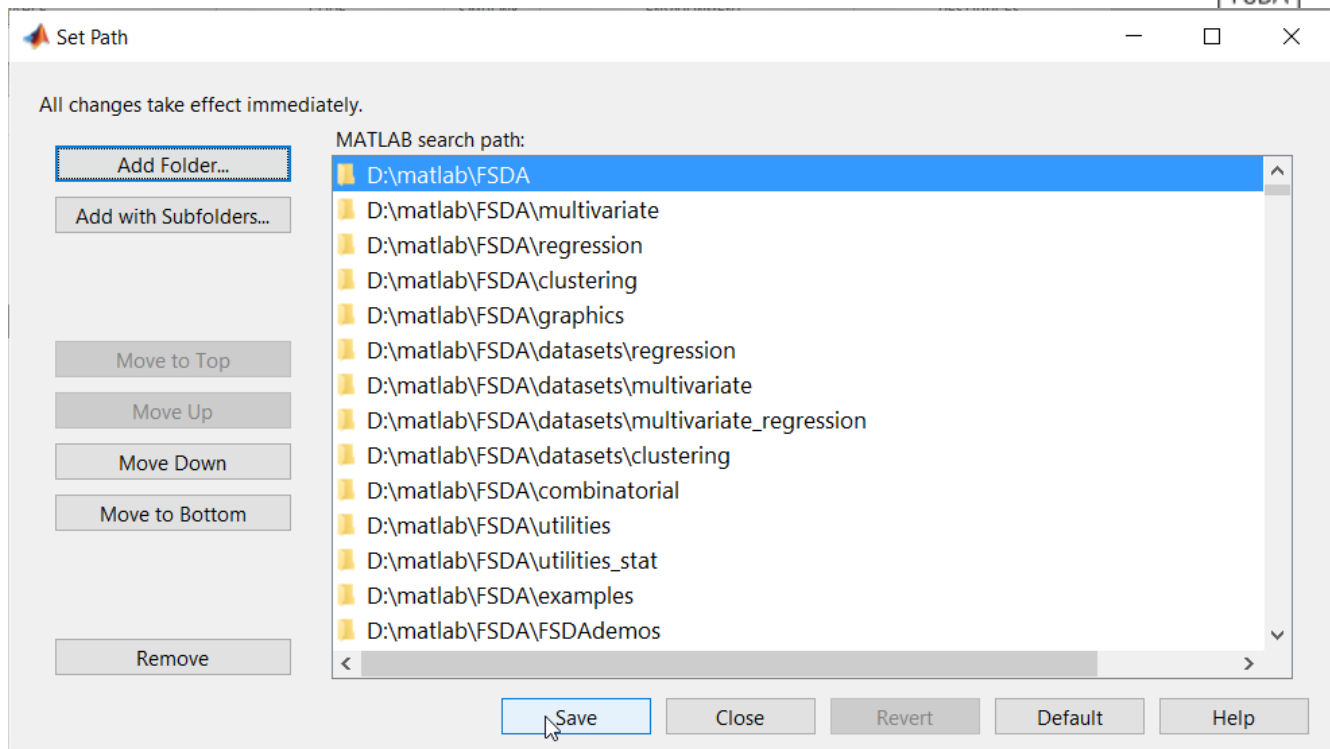 FSDA
Set Path
All changes take effect immediately.
MATLAB search path:
Add Folder...
Add with Subfolders...
Move to Top
Move Up
Move Down
Move to Bottom
Remove
D:\matlab\FSDA
D:\matlab\FSDA\multivariate
D:\matlab\FSDA\regression
D:\matlab\FSDA\clustering
D:\matlab\FSDA\graphics
D:\matlab\FSDA\datasets\regression
D:\matlab\FSDA\datasets\multivariate
D:\matlab\FSDA\datasets\multivariate_regression
D:\matlab\FSDA\datasets\clustering
D:\matlab\FSDA\combinatorial
D:\matlab\FSDA\utilities
D:\matlab\FSDA\utilities_stat
D:\matlab\FSDA\examples
D:\matlab\FSDA\FSDAdemos
Save
Close
Revert
Default
Help